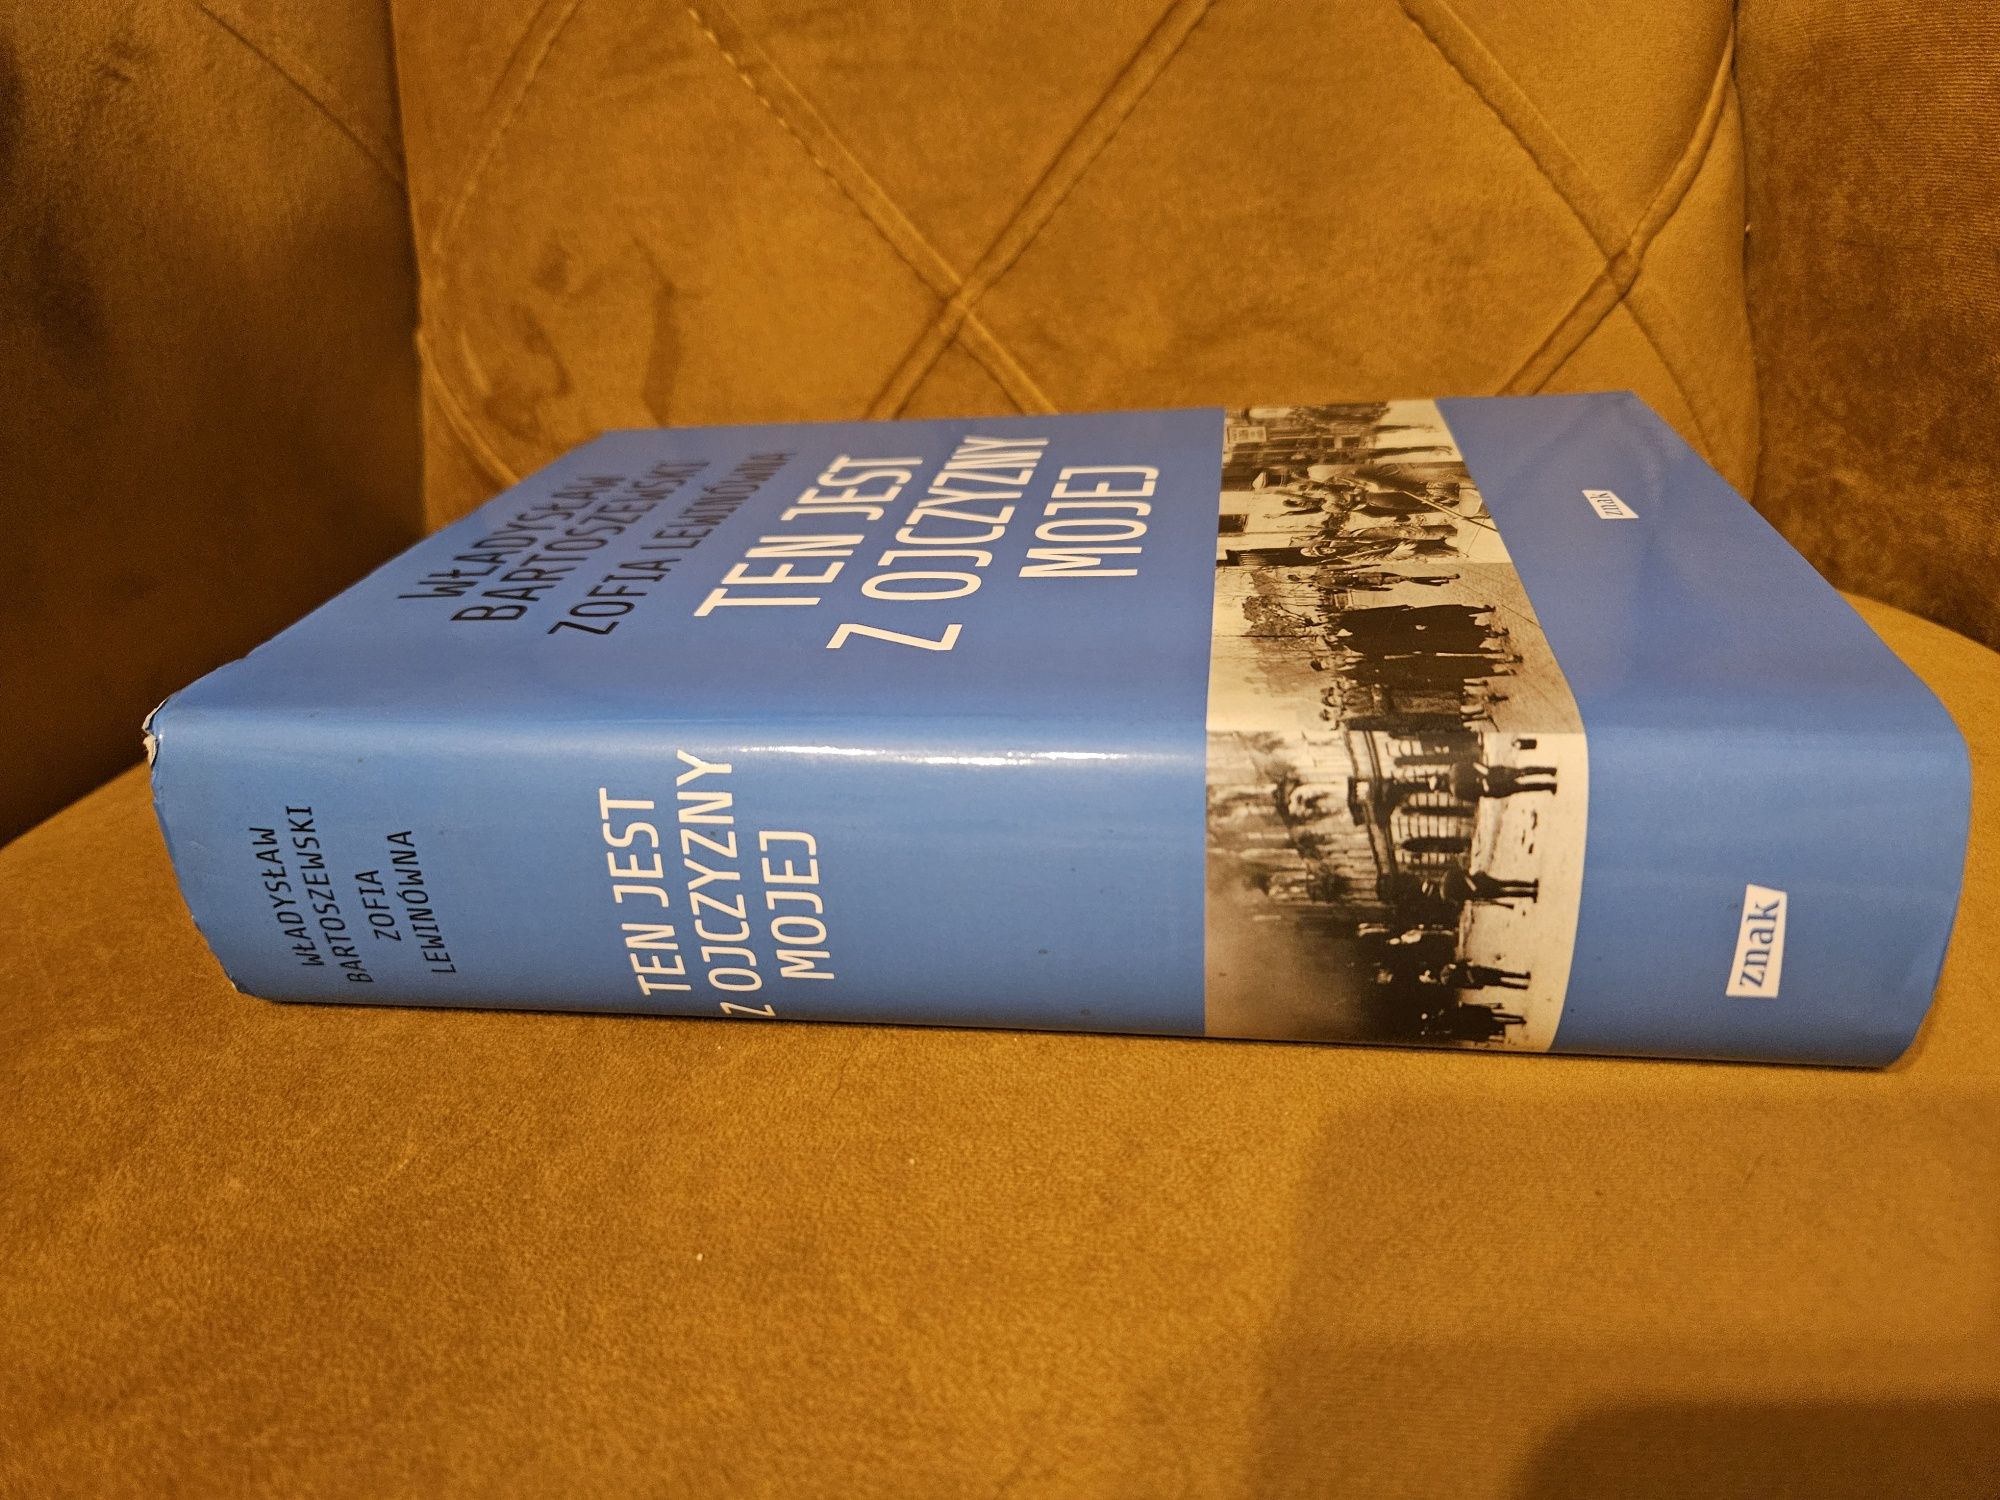 WŁADYSŁAW
BARTOSZEWSKI
ZOFIA LEWINÓWNA
TEN JEST
Z OJCZYZNY
MOJEJ
znak
WŁADYSŁAW
BARTOSZEWSKI
ZOFIA
LEWINÓWNA
TEN JEST
Z OJCZYZNY
MOJEJ
znak